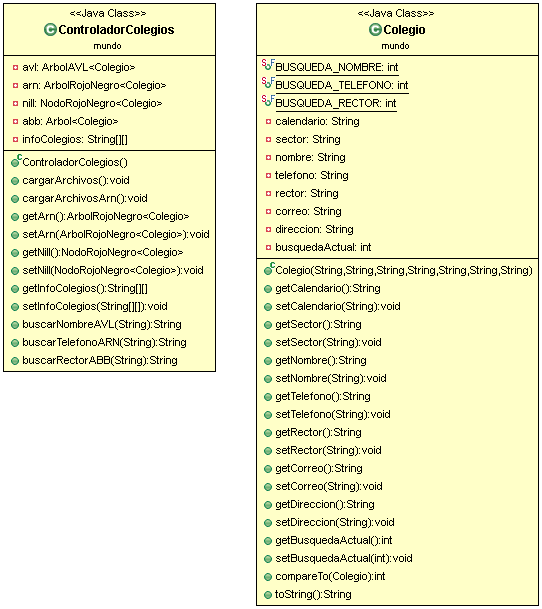 <<Java Class>>
ControladorColegios
mundo
avl: ArbolAVL<Colegio>
arn: ArbolRojoNegro<Colegio>
nill: NodoRojoNegro<Colegio>
abb: Arbol<Colegio>
infoColegios: String[][]
ControladorColegios()
cargarArchivos():void
cargarArchivosArn():void
getArn():ArbolRojoNegro<Colegio>
setArn(ArbolRojoNegro<Colegio>):void
getNill():NodoRojoNegro<Colegio>
setNill(NodoRojoNegro<Colegio>):void
getInfoColegios():String[][]
setInfoColegios(String[][]):void
buscarNombreAVL(String):String
buscarTelefonoARN(String):String
buscarRectorABB(String):String
<<Java Class>>
Colegio
mundo
BUSQUEDA_NOMBRE: int
BUSQUEDA_TELEFONO: int
BUSQUEDA_RECTOR: int
calendario: String
sector: String
nombre: String
telefono: String
rector: String
correo: String
direccion: String
busquedaActual: int
Colegio(String,String,String,String,String,String,String)
getCalendario():String
setCalendario(String):void
getSector():String
setSector(String):void
getNombre():String
setNombre(String):void
getTelefono():String
setTelefono(String):void
getRector():String
setRector(String):void
getCorreo():String
setCorreo(String):void
getDireccion():String
setDireccion(String):void
getBusquedaActual():int
setBusquedaActual(int):void
compareTo(Colegio):int
toString():String